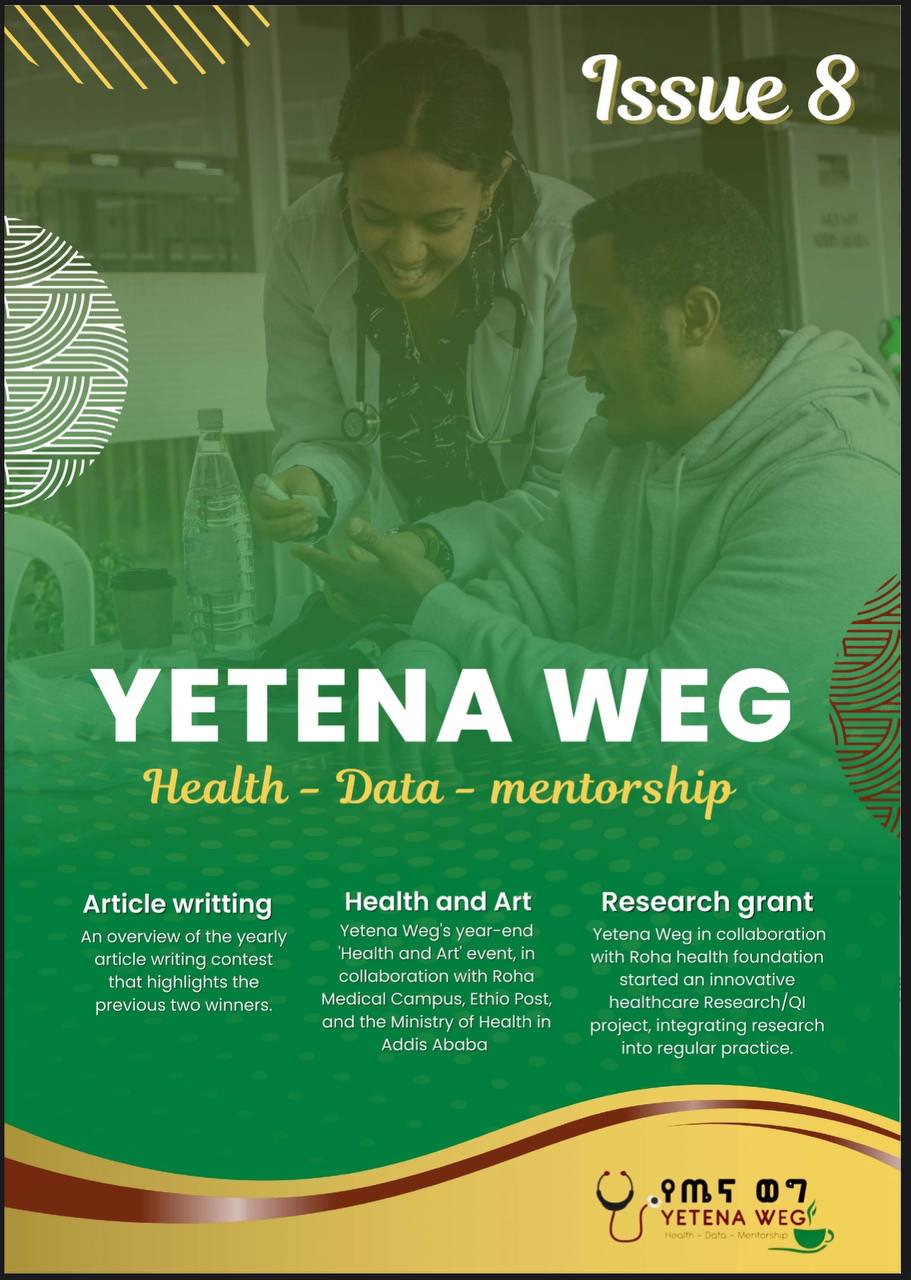 Issue 8
YETENA WEG
Health - Data - mentorship
Article writting
An overview of the yearly
article writing contest
that highlights the
previous two winners.
Health and Art
Yetena Weg's year-end
'Health and Art' event, in
collaboration with Roha
Medical Campus, Ethio Post,
and the Ministry of Health in
Addis Ababa
Research grant
Yetena Weg in collaboration
with Roha health foundation
started an innovative
healthcare Research/QI
project, integrating research
into regular practice.
የጤና ወግ
YETENA WEG
Health - Data - Mentorship